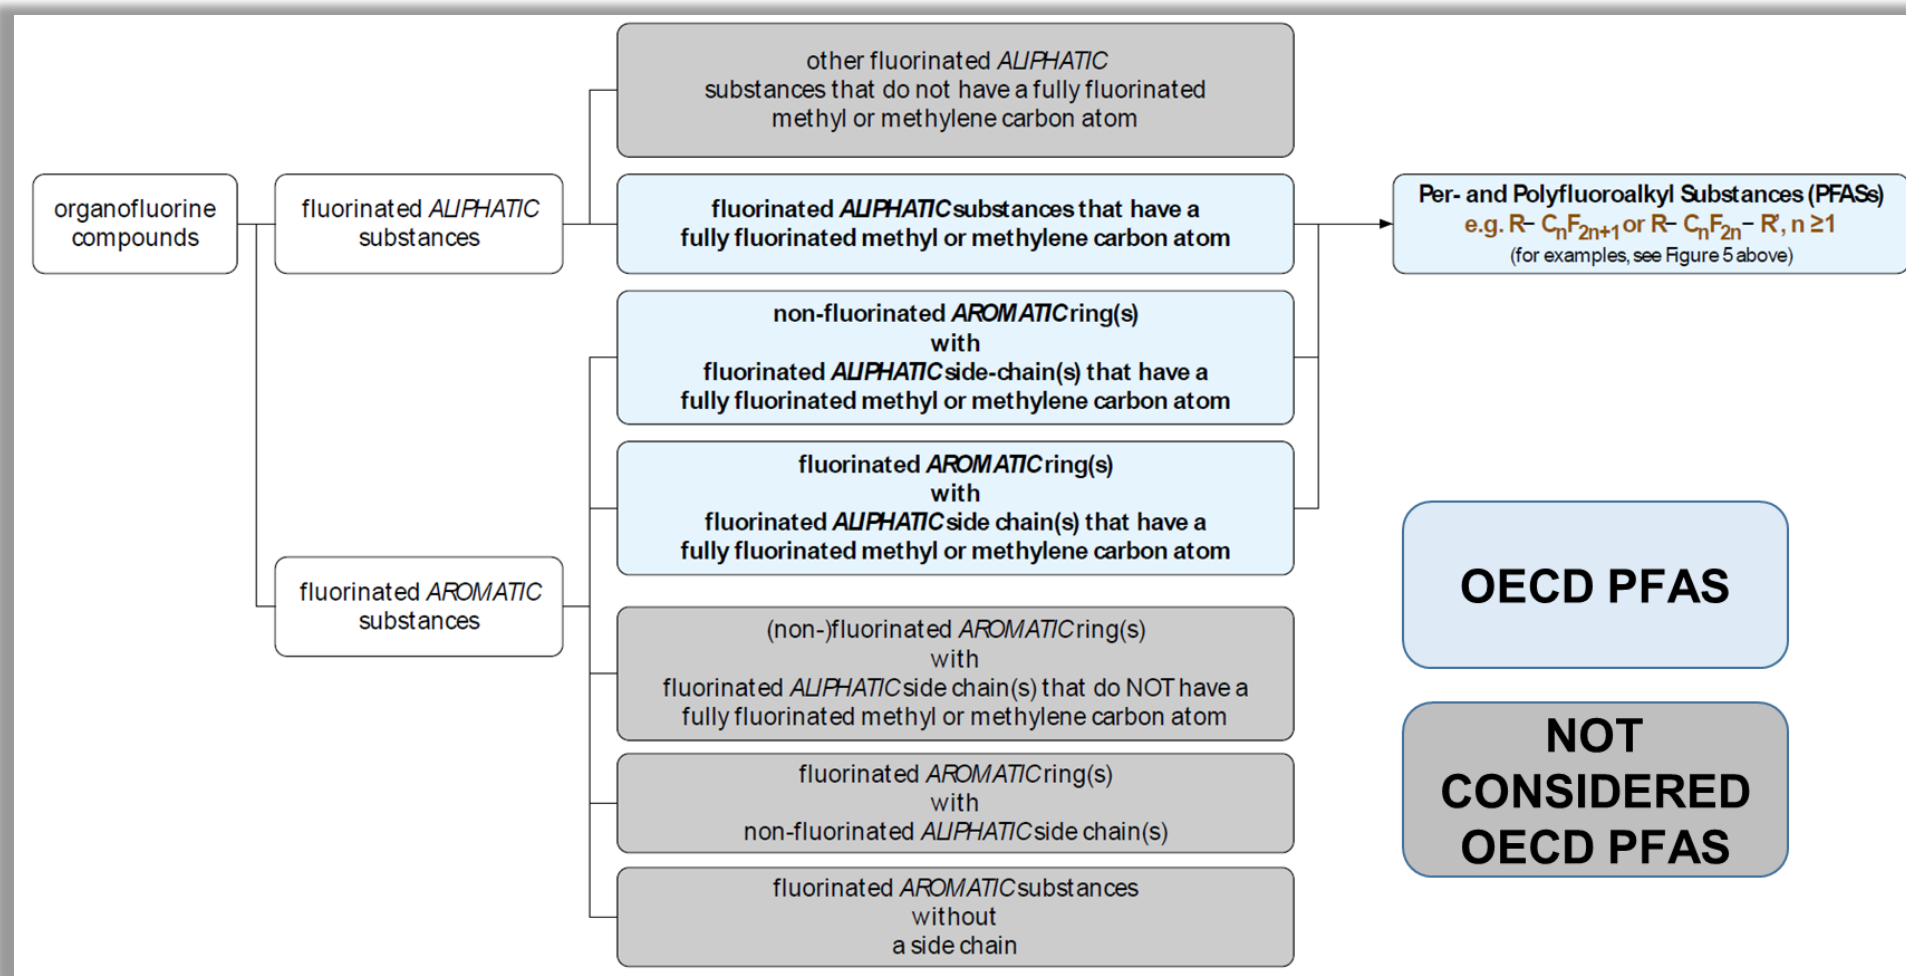 other fluorinated ALIPHATIC
substances that do not have a fully fluorinated
methyl or methylene carbon atom
organofluorine
compounds
fluorinated ALIPHATIC
substances
fluorinated ALIPHATIC substances that have a
fully fluorinated methyl or methylene carbon atom
Per- and Polyfluoroalkyl Substances (PFASs)
e.g. R– CnF2n+1 or R– CnF2n– R', n ≥1
(for examples, see Figure 5 above)
non-fluorinated AROMATIC ring(s)
with
fluorinated ALIPHATIC side-chain(s) that have a
fully fluorinated methyl or methylene carbon atom
fluorinated AROMATIC ring(s)
with
fluorinated ALIPHATIC side chain(s) that have a
fully fluorinated methyl or methylene carbon atom
fluorinated AROMATIC
substances
(non-)fluorinated AROMATIC ring(s)
with
fluorinated ALIPHATIC side chain(s) that do NOT have a
fully fluorinated methyl or methylene carbon atom
fluorinated AROMATIC ring(s)
with
non-fluorinated ALIPHATIC side chain(s)
fluorinated AROMATIC substances
without
a side chain
OECD PFAS
NOT
CONSIDERED
OECD PFAS